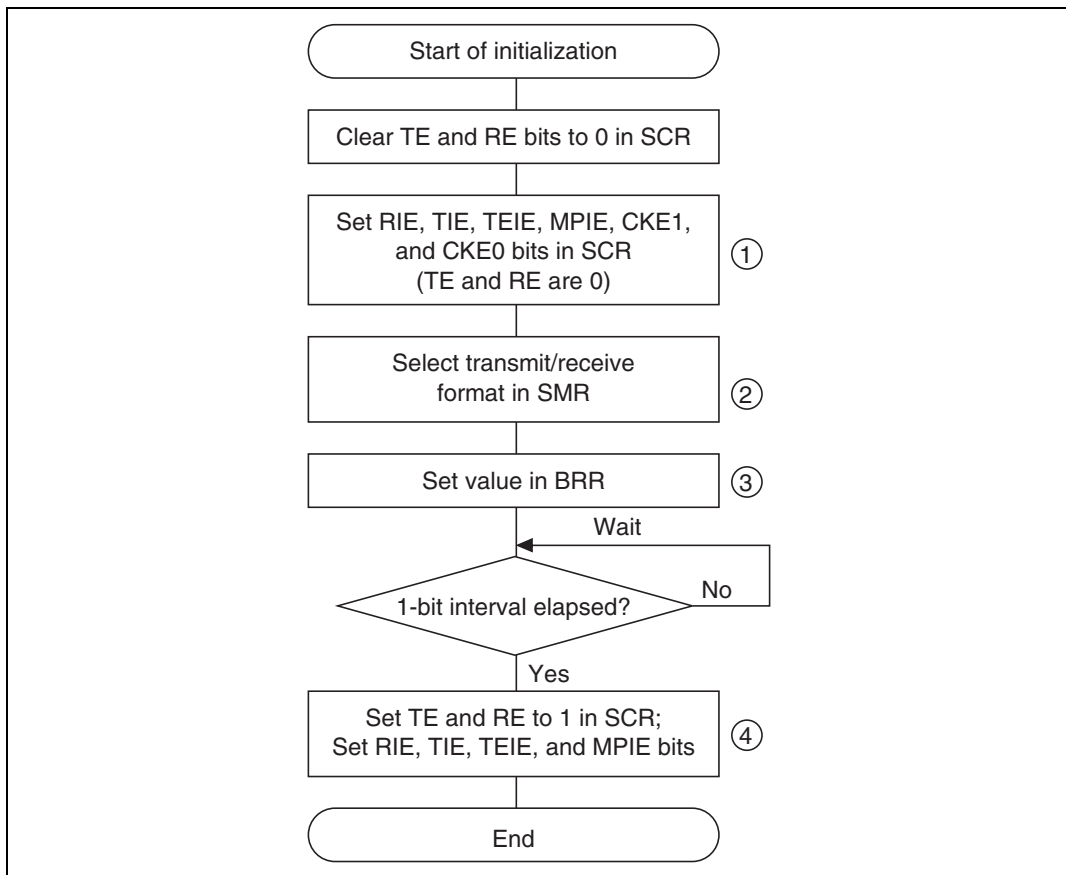 Start of initialization
Clear TE and RE bits to 0 in SCR
Set RIE, TIE, TEIE, MPIE, CKE1,
and CKE0 bits in SCR
(TE and RE are 0)
①
Select transmit/receive
format in SMR
②
Set value in BRR
③
Wait
1-bit interval elapsed?
No
Yes
Set TE and RE to 1 in SCR;
Set RIE, TIE, TEIE, and MPIE bits
④
End